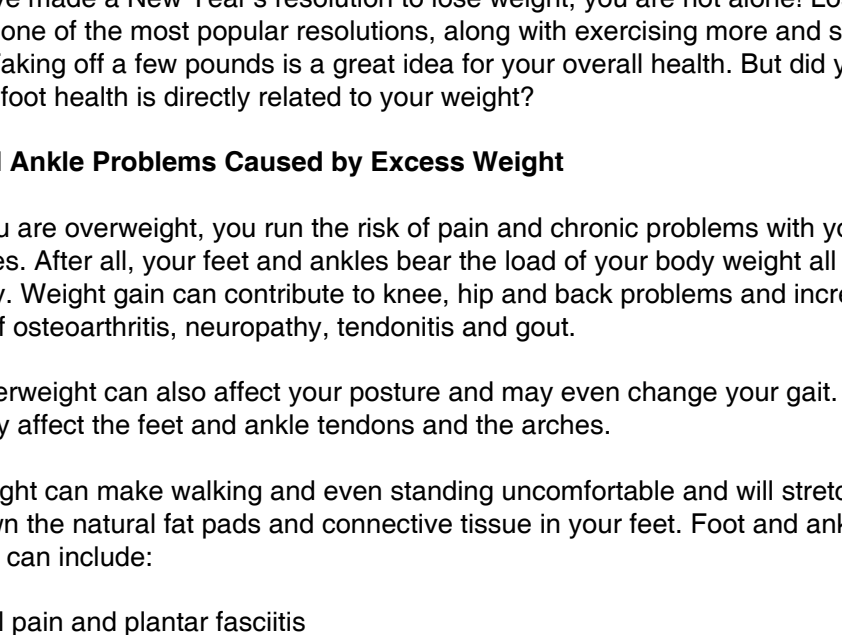 made a New Year's resolution to lose weight, you are not alone!
one of the most popular resolutions, along with exercising more and
aking off a few pounds is a great idea for your overall health. But did
foot health is directly related to your weight?
Ankle Problems Caused by Excess Weight
are overweight, you run the risk of pain and chronic problems with
es. After all, your feet and ankles bear the load of your body weight all
Weight gain can contribute to knee, hip and back problems and incre
osteoarthritis, neuropathy, tendonitis and gout.
erweight can also affect your posture and may even change your gait.
y affect the feet and ankle tendons and the arches.
ght can make walking and even standing uncomfortable and will stretc
wn the natural fat pads and connective tissue in your feet. Foot and ank
can include:
pain and plantar fasciitis